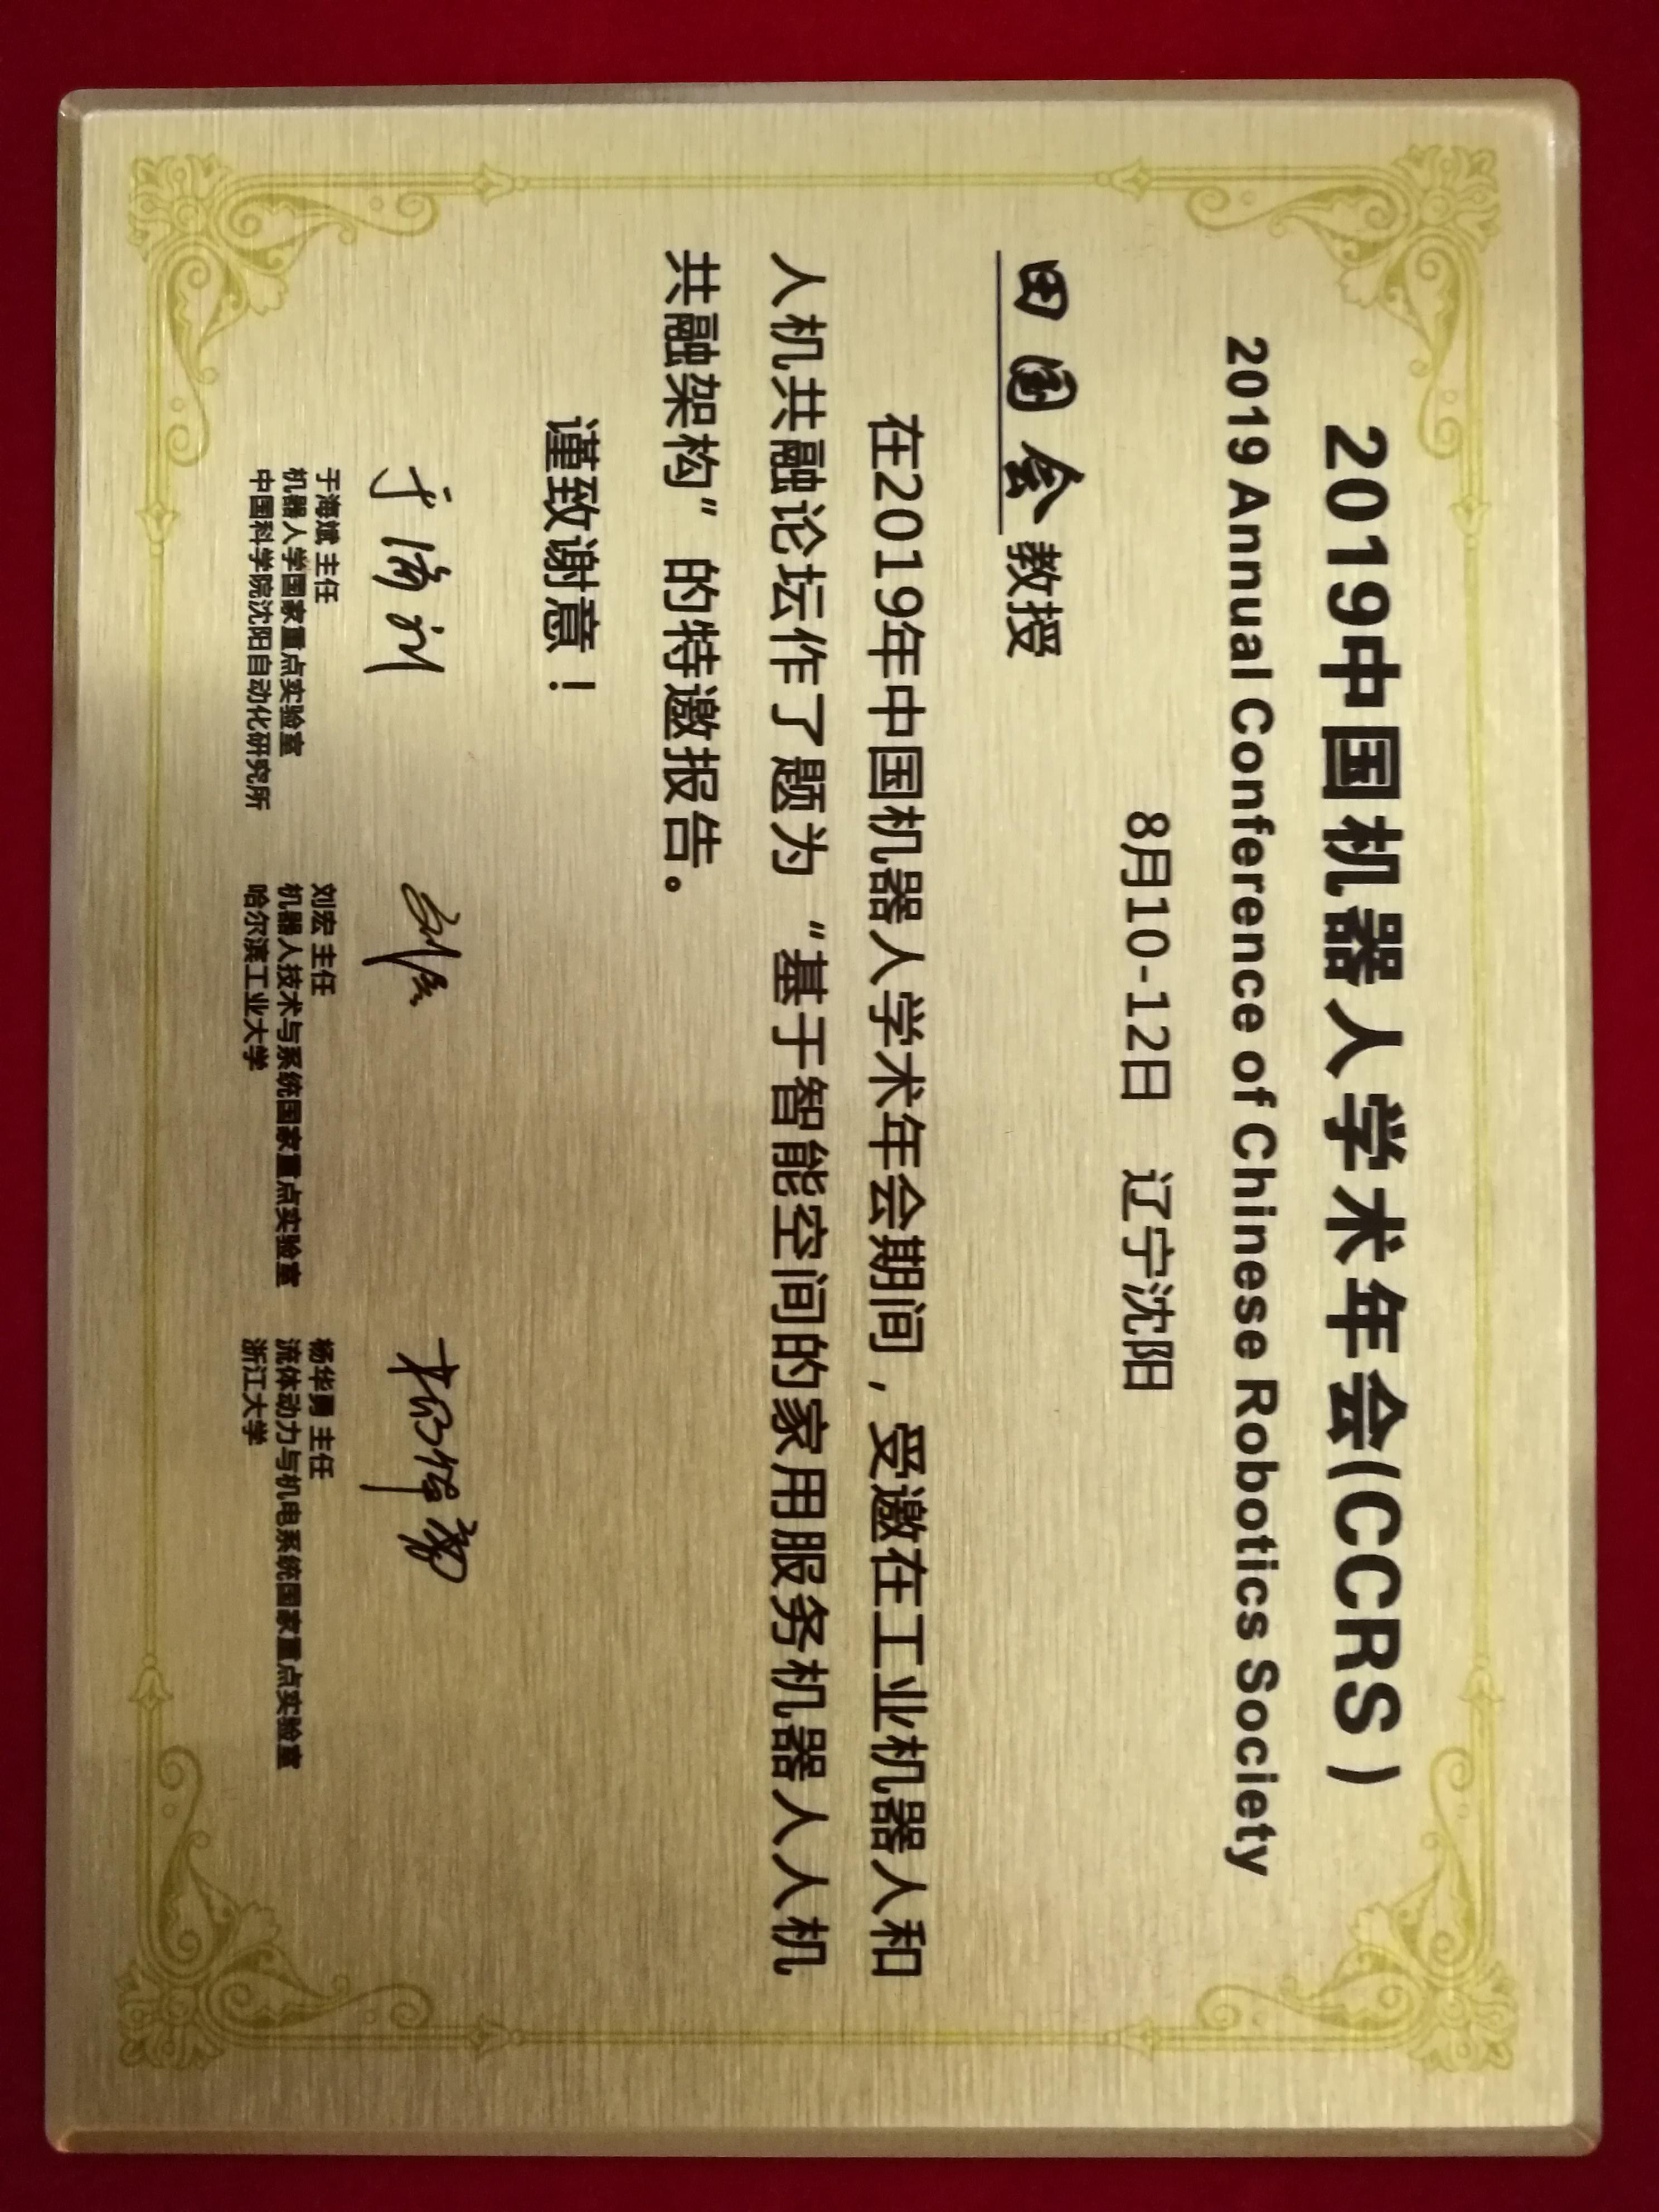 2019中国机器人学术年会(CCRS)
2019 Annual Conference of Chinese Robotics Society
8月10-12日 辽宁沈阳
田国会教授
在2019年中国机器人学术年会期间，受邀在工业机器人和
人机共融论坛作了题为“基于智能空间的家用服务机器人人机
共融架构”的特邀报告。
谨致谢意！
于海斌 刘宏 杨华勇
于海斌 主任
机器人学国家重点实验室
中国科学院沈阳自动化研究所
刘宏 主任
机器人技术与系统国家重点实验室
哈尔滨工业大学
杨华勇 主任
流体动力与机电系统国家重点实验室
浙江大学